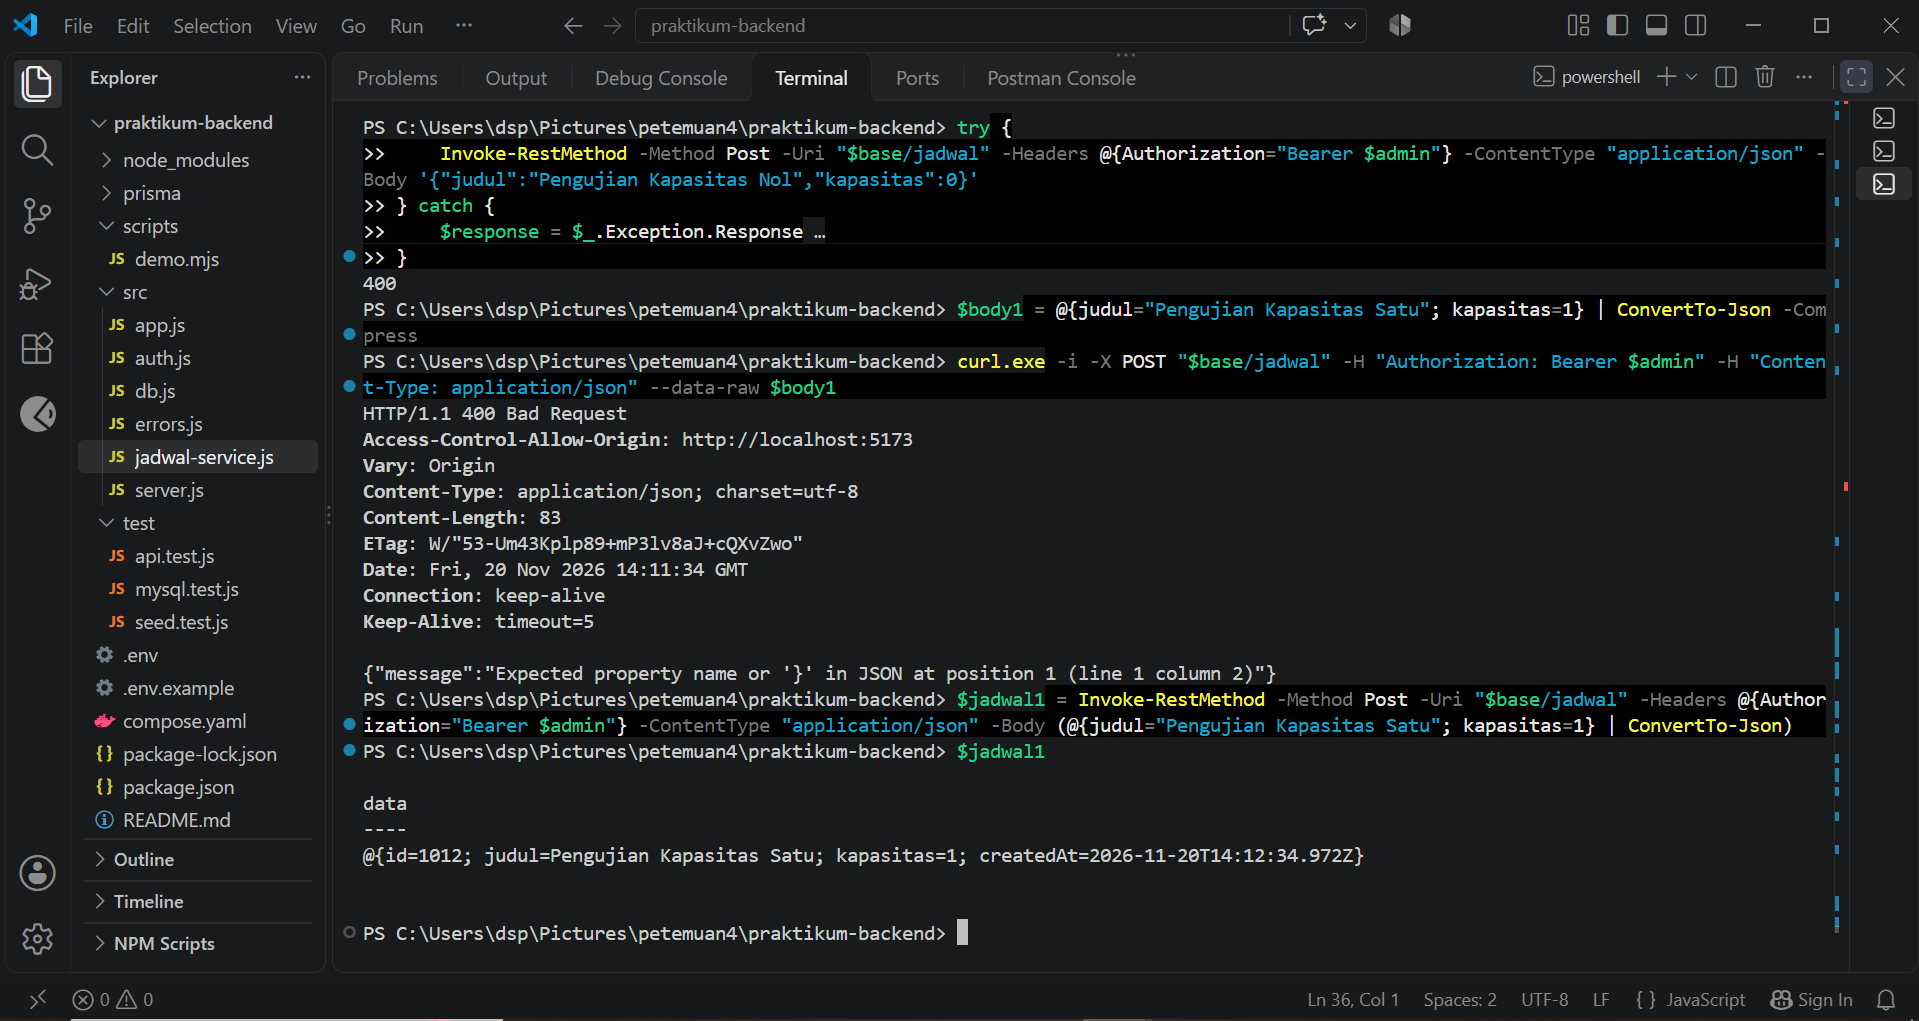 File Edit Selection View Go Run ···
praktikum-backend
Explorer
praktikum-backend
node_modules
prisma
scripts
JS demo.mjs
src
JS app.js
JS auth.js
JS db.js
JS errors.js
JS jadwal-service.js
JS server.js
test
JS api.test.js
JS mysql.test.js
JS seed.test.js
.env
.env.example
compose.yaml
{} package-lock.json
{} package.json
README.md
Outline
Timeline
NPM Scripts
Problems Output Debug Console Terminal Ports Postman Console
powershell
PS C:\Users\dsp\Pictures\petemuan4\praktikum-backend> try {
>>     Invoke-RestMethod -Method Post -Uri "$base/jadwal" -Headers @{Authorization="Bearer $admin"} -ContentType "application/json" -
Body '{"judul":"Pengujian Kapasitas Nol","kapasitas":0}'
>> } catch {
>>     $response = $_.Exception.Response …
>> }
400
PS C:\Users\dsp\Pictures\petemuan4\praktikum-backend> $body1 = @{judul="Pengujian Kapasitas Satu"; kapasitas=1} | ConvertTo-Json -Com
press
PS C:\Users\dsp\Pictures\petemuan4\praktikum-backend> curl.exe -i -X POST "$base/jadwal" -H "Authorization: Bearer $admin" -H "Conten
t-Type: application/json" --data-raw $body1
HTTP/1.1 400 Bad Request
Access-Control-Allow-Origin: http://localhost:5173
Vary: Origin
Content-Type: application/json; charset=utf-8
Content-Length: 83
ETag: W/"53-Um43Kplp89+mP3lv8aJ+cQXvZwo"
Date: Fri, 20 Nov 2026 14:11:34 GMT
Connection: keep-alive
Keep-Alive: timeout=5
{"message":"Expected property name or '}' in JSON at position 1 (line 1 column 2)"}
PS C:\Users\dsp\Pictures\petemuan4\praktikum-backend> $jadwal1 = Invoke-RestMethod -Method Post -Uri "$base/jadwal" -Headers @{Author
ization="Bearer $admin"} -ContentType "application/json" -Body (@{judul="Pengujian Kapasitas Satu"; kapasitas=1} | ConvertTo-Json)
PS C:\Users\dsp\Pictures\petemuan4\praktikum-backend> $jadwal1
data
----
@{id=1012; judul=Pengujian Kapasitas Satu; kapasitas=1; createdAt=2026-11-20T14:12:34.972Z}
PS C:\Users\dsp\Pictures\petemuan4\praktikum-backend>
0 0
Ln 36, Col 1 Spaces: 2 UTF-8 LF {} JavaScript Sign In